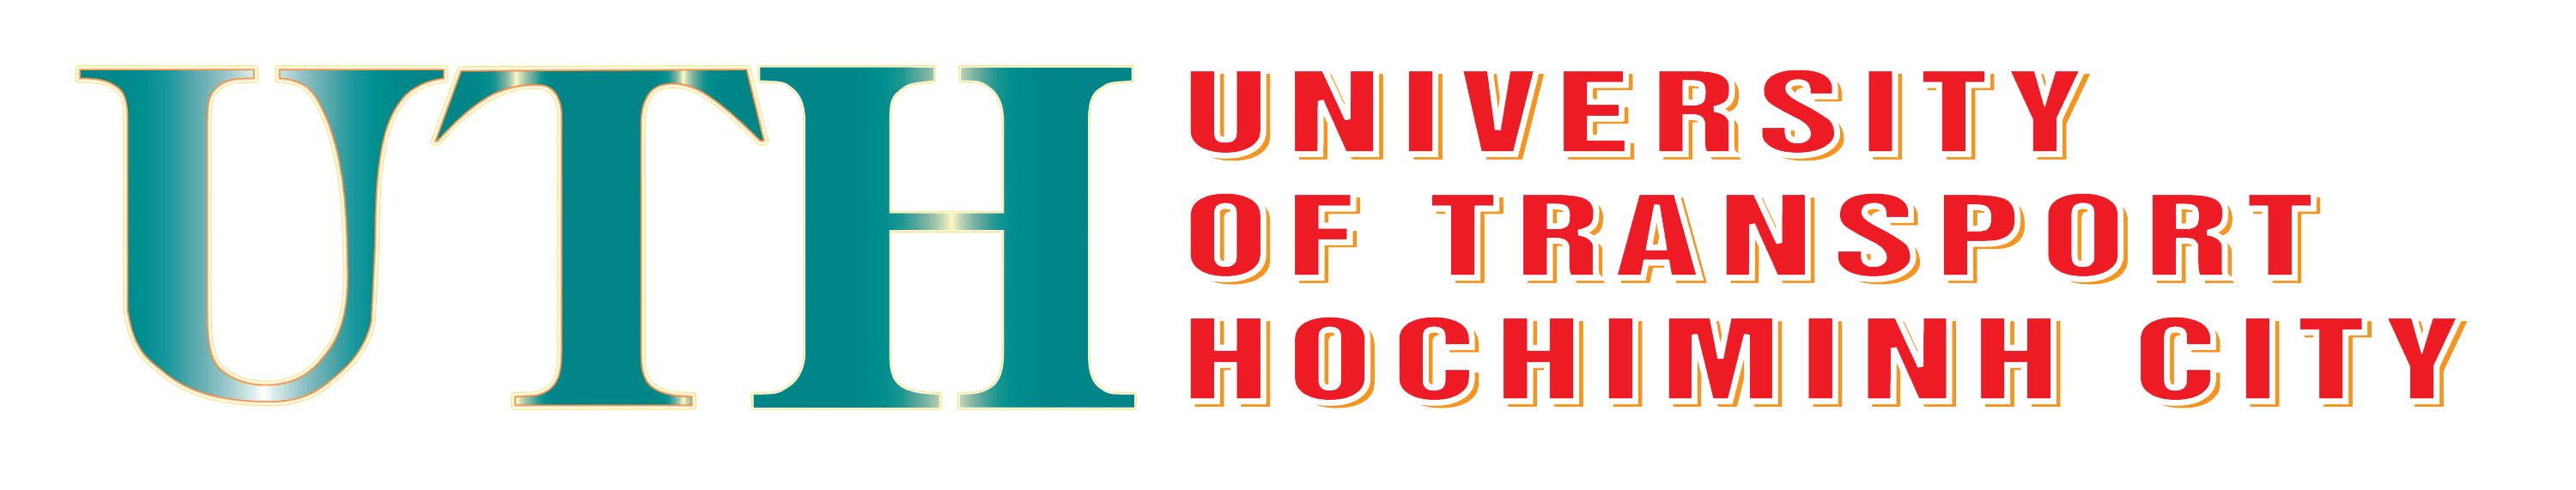 UTH
UNIVERSITY
OF TRANSPORT
HOCHIMINH CITY